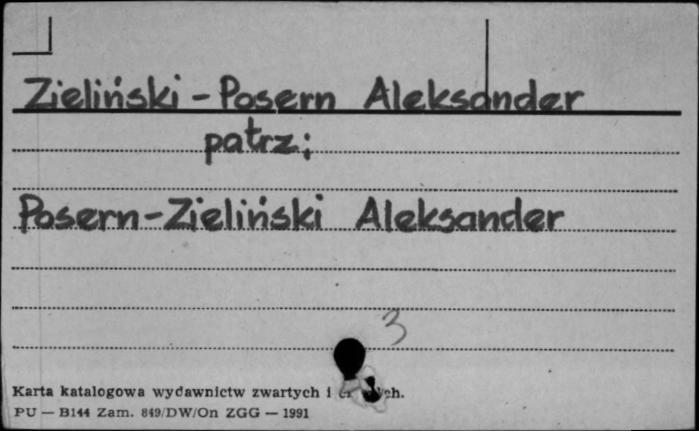 Zieliński - Posern Aleksander
patrz:
Posern-Zieliński Aleksander
3
Karta katalogowa wydawnictw zwartych i
PU — B144 Zam. 849/DW/On ZGG — 1991